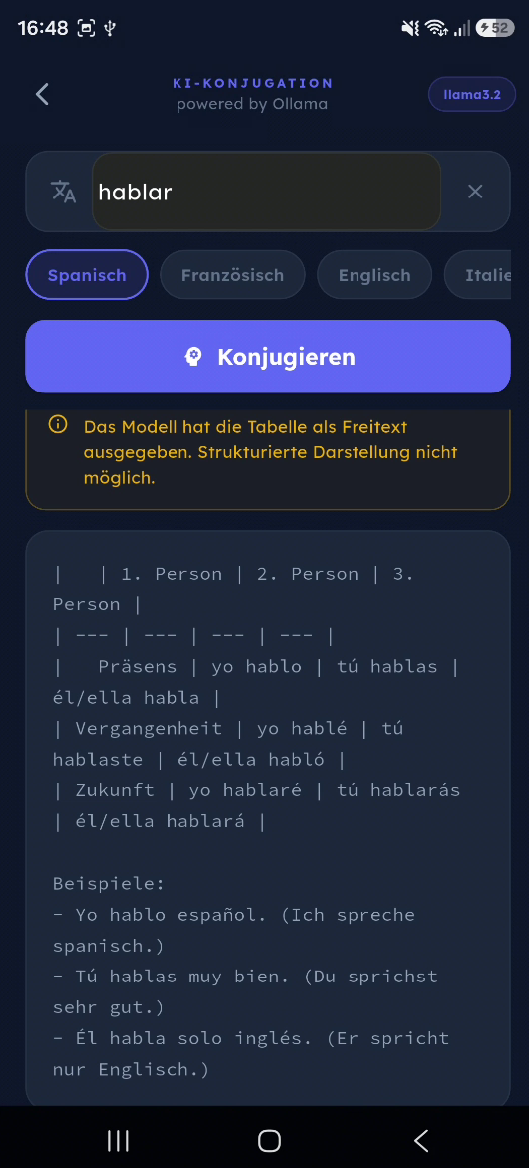 16:48
52
KI-KONJUGATION
powered by Ollama
llama3.2
hablar
Spanisch
Französisch
Englisch
Italie
Konjugieren
Das Modell hat die Tabelle als Freitext
ausgegeben. Strukturierte Darstellung nicht
möglich.
|   | 1. Person | 2. Person | 3.
Person |
| --- | --- | --- | --- |
|   Präsens | yo hablo | tú hablas |
él/ella habla |
| Vergangenheit | yo hablé | tú
hablaste | él/ella habló |
| Zukunft | yo hablaré | tú hablarás
| él/ella hablará |
Beispiele:
- Yo hablo español. (Ich spreche
spanisch.)
- Tú hablas muy bien. (Du sprichst
sehr gut.)
- Él habla solo inglés. (Er spricht
nur Englisch.)